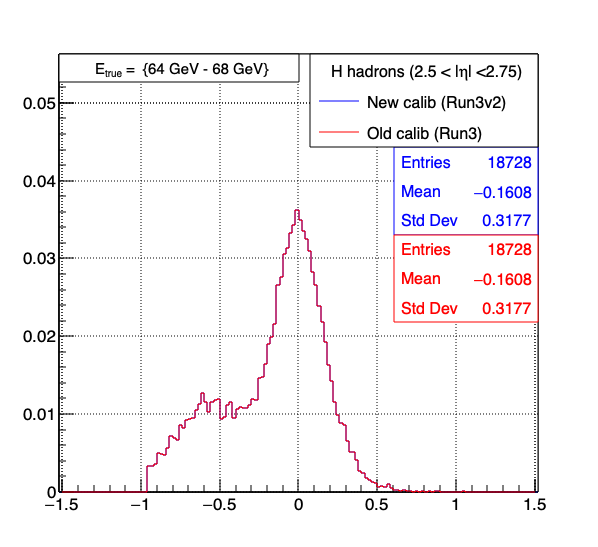 E_true = {64 GeV - 68 GeV}
H hadrons (2.5 < |η| <2.75)
New calib (Run3v2)
Old calib (Run3)
Entries 18728
Mean −0.1608
Std Dev 0.3177
Entries 18728
Mean −0.1608
Std Dev 0.3177
0.05
0.04
0.03
0.02
0.01
0
−1.5 −1 −0.5 0 0.5 1 1.5